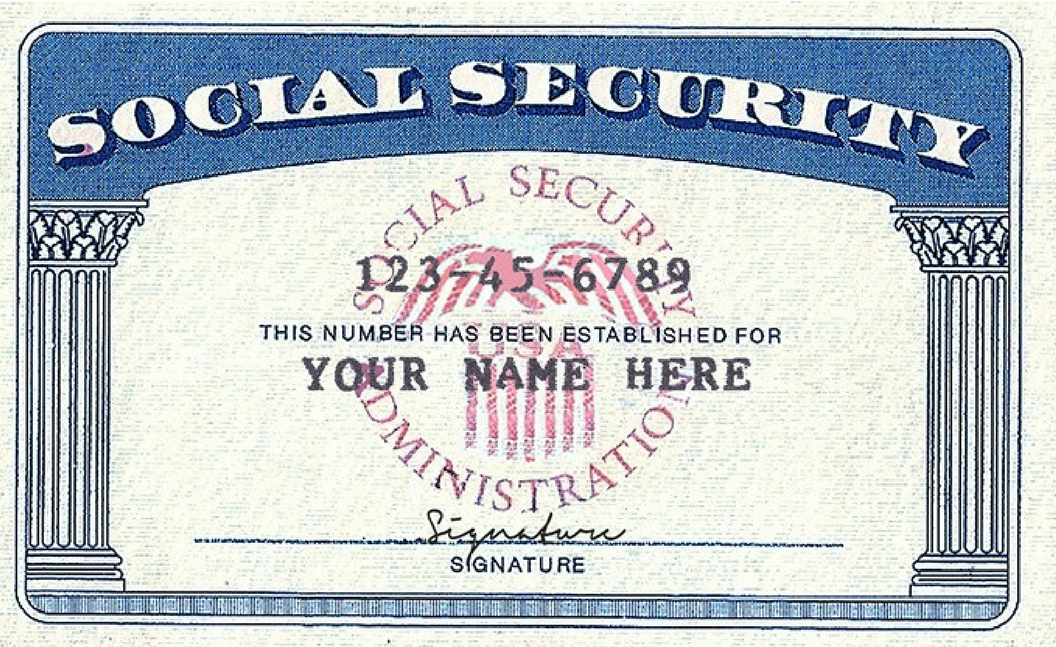 SOCIAL SECURITY
SOCIAL SECURITY
123-45-6789
USA
THIS NUMBER HAS BEEN ESTABLISHED FOR
YOUR NAME HERE
ADMINISTRATION
Signature
SIGNATURE